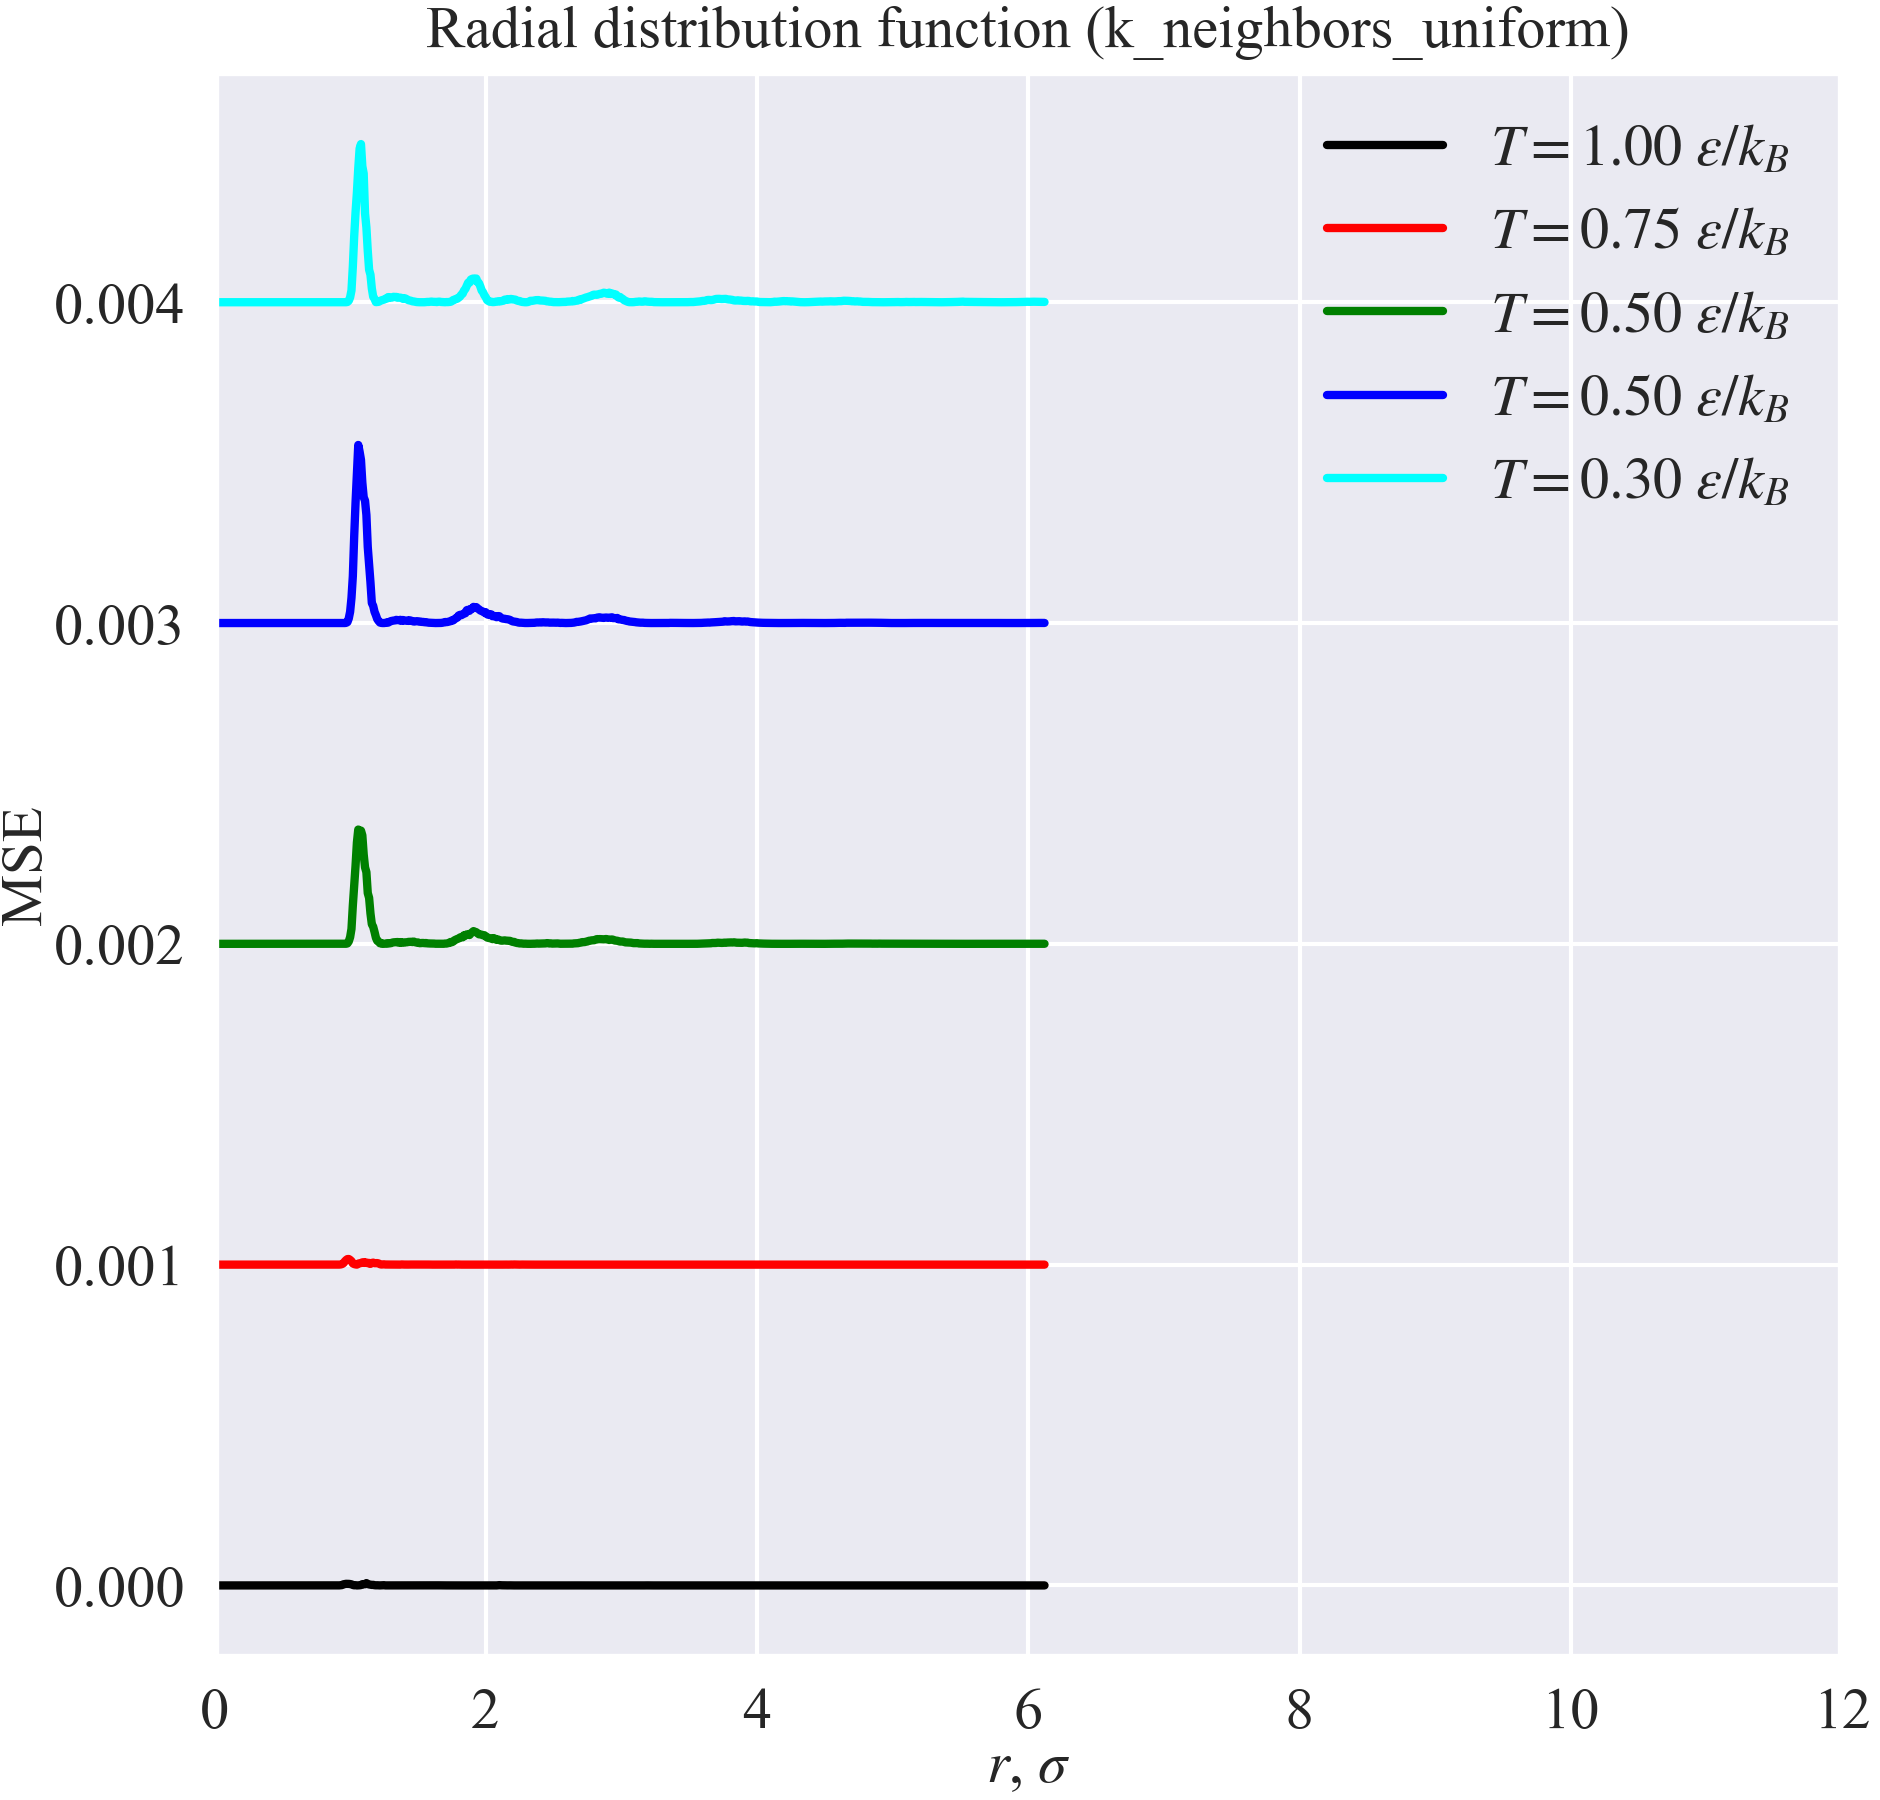 Radial distribution function (k_neighbors_uniform)
T = 1.00 ε/k_B
T = 0.75 ε/k_B
T = 0.50 ε/k_B
T = 0.50 ε/k_B
T = 0.30 ε/k_B
0.004
0.003
0.002
0.001
0.000
MSE
0 2 4 6 8 10 12
r, σ